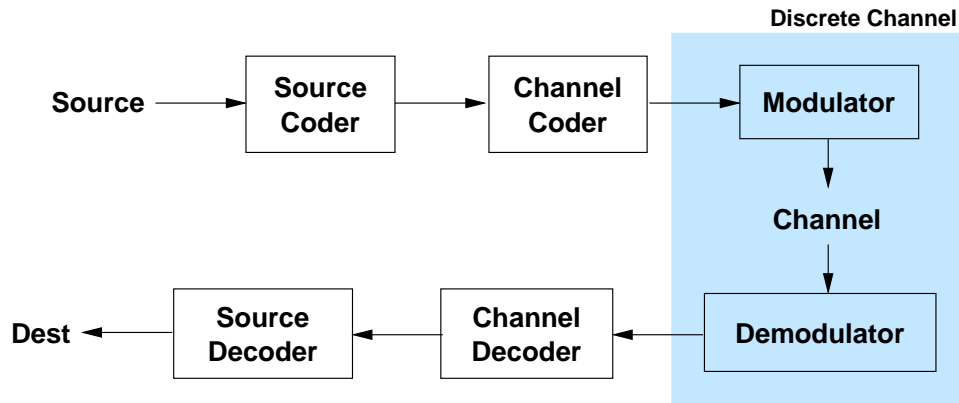 Discrete Channel
Source
Source
Coder
Channel
Coder
Modulator
Channel
Demodulator
Channel
Decoder
Source
Decoder
Dest